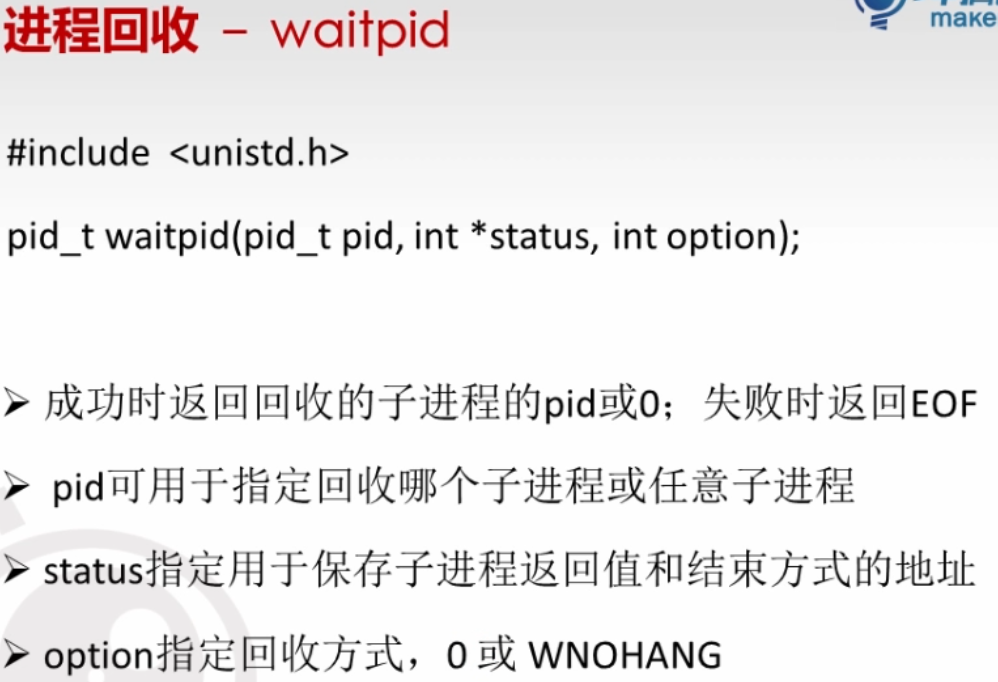 进程回收 – waitpid
make
#include <unistd.h>
pid_t waitpid(pid_t pid, int *status, int option);
➢ 成功时返回回收的子进程的pid或0；失败时返回EOF
➢ pid可用于指定回收哪个子进程或任意子进程
➢ status指定用于保存子进程返回值和结束方式的地址
➢ option指定回收方式，0 或 WNOHANG